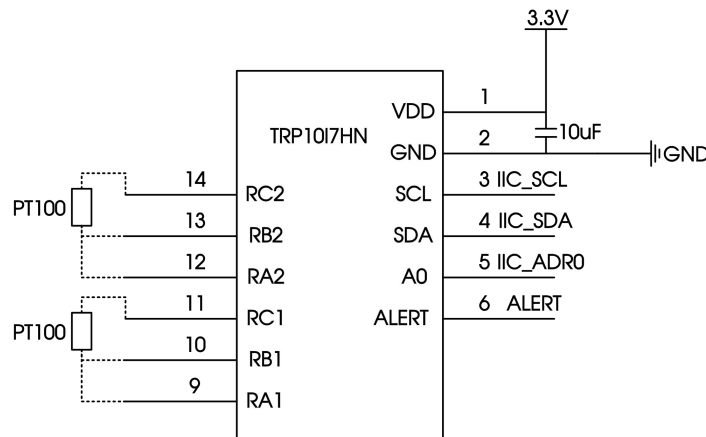 3.3V
1
VDD
TRP10I7HN
10uF
2
GND
GND
14
RC2
3 IIC_SCL
SCL
PT100
13
RB2
4 IIC_SDA
SDA
12
RA2
5 IIC_ADR0
A0
11
RC1
6 ALERT
ALERT
PT100
10
RB1
9
RA1